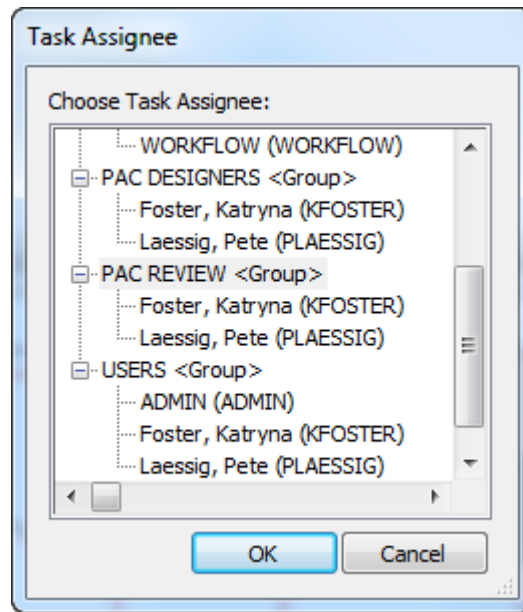 Task Assignee
Choose Task Assignee:
WORKFLOW (WORKFLOW)
PAC DESIGNERS <Group>
Foster, Katryna (KFOSTER)
Laessig, Pete (PLAESSIG)
PAC REVIEW <Group>
Foster, Katryna (KFOSTER)
Laessig, Pete (PLAESSIG)
USERS <Group>
ADMIN (ADMIN)
Foster, Katryna (KFOSTER)
Laessig, Pete (PLAESSIG)
OK Cancel